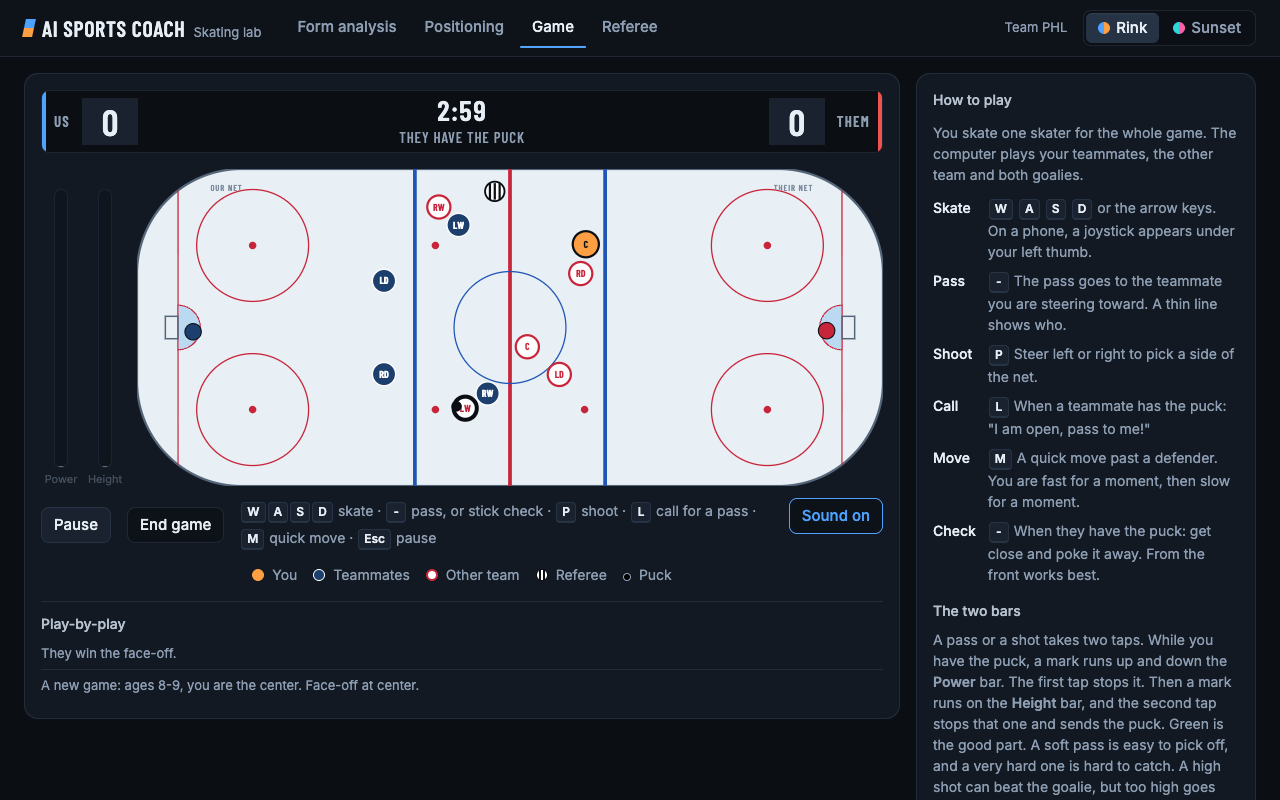 AI SPORTS COACH Skating lab Form analysis Positioning Game Referee Team PHL Rink Sunset
US 0 2:59 0 THEM
THEY HAVE THE PUCK
OUR NET THEIR NET
RW
LW
C
RD
LD
C
RD
LD
RW
LW
Power Height
Pause End game
W A S D skate · - pass, or stick check · P shoot · L call for a pass ·
M quick move · Esc pause
Sound on
You Teammates Other team Referee Puck
Play-by-play
They win the face-off.
A new game: ages 8-9, you are the center. Face-off at center.
How to play
You skate one skater for the whole game. The
computer plays your teammates, the other
team and both goalies.
Skate W A S D or the arrow keys.
On a phone, a joystick appears under
your left thumb.
Pass - The pass goes to the teammate
you are steering toward. A thin line
shows who.
Shoot P Steer left or right to pick a side of
the net.
Call L When a teammate has the puck:
"I am open, pass to me!"
Move M A quick move past a defender.
You are fast for a moment, then slow
for a moment.
Check - When they have the puck: get
close and poke it away. From the
front works best.
The two bars
A pass or a shot takes two taps. While you
have the puck, a mark runs up and down the
Power bar. The first tap stops it. Then a mark
runs on the Height bar, and the second tap
stops that one and sends the puck. Green is
the good part. A soft pass is easy to pick off,
and a very hard one is hard to catch. A high
shot can beat the goalie, but too high goes